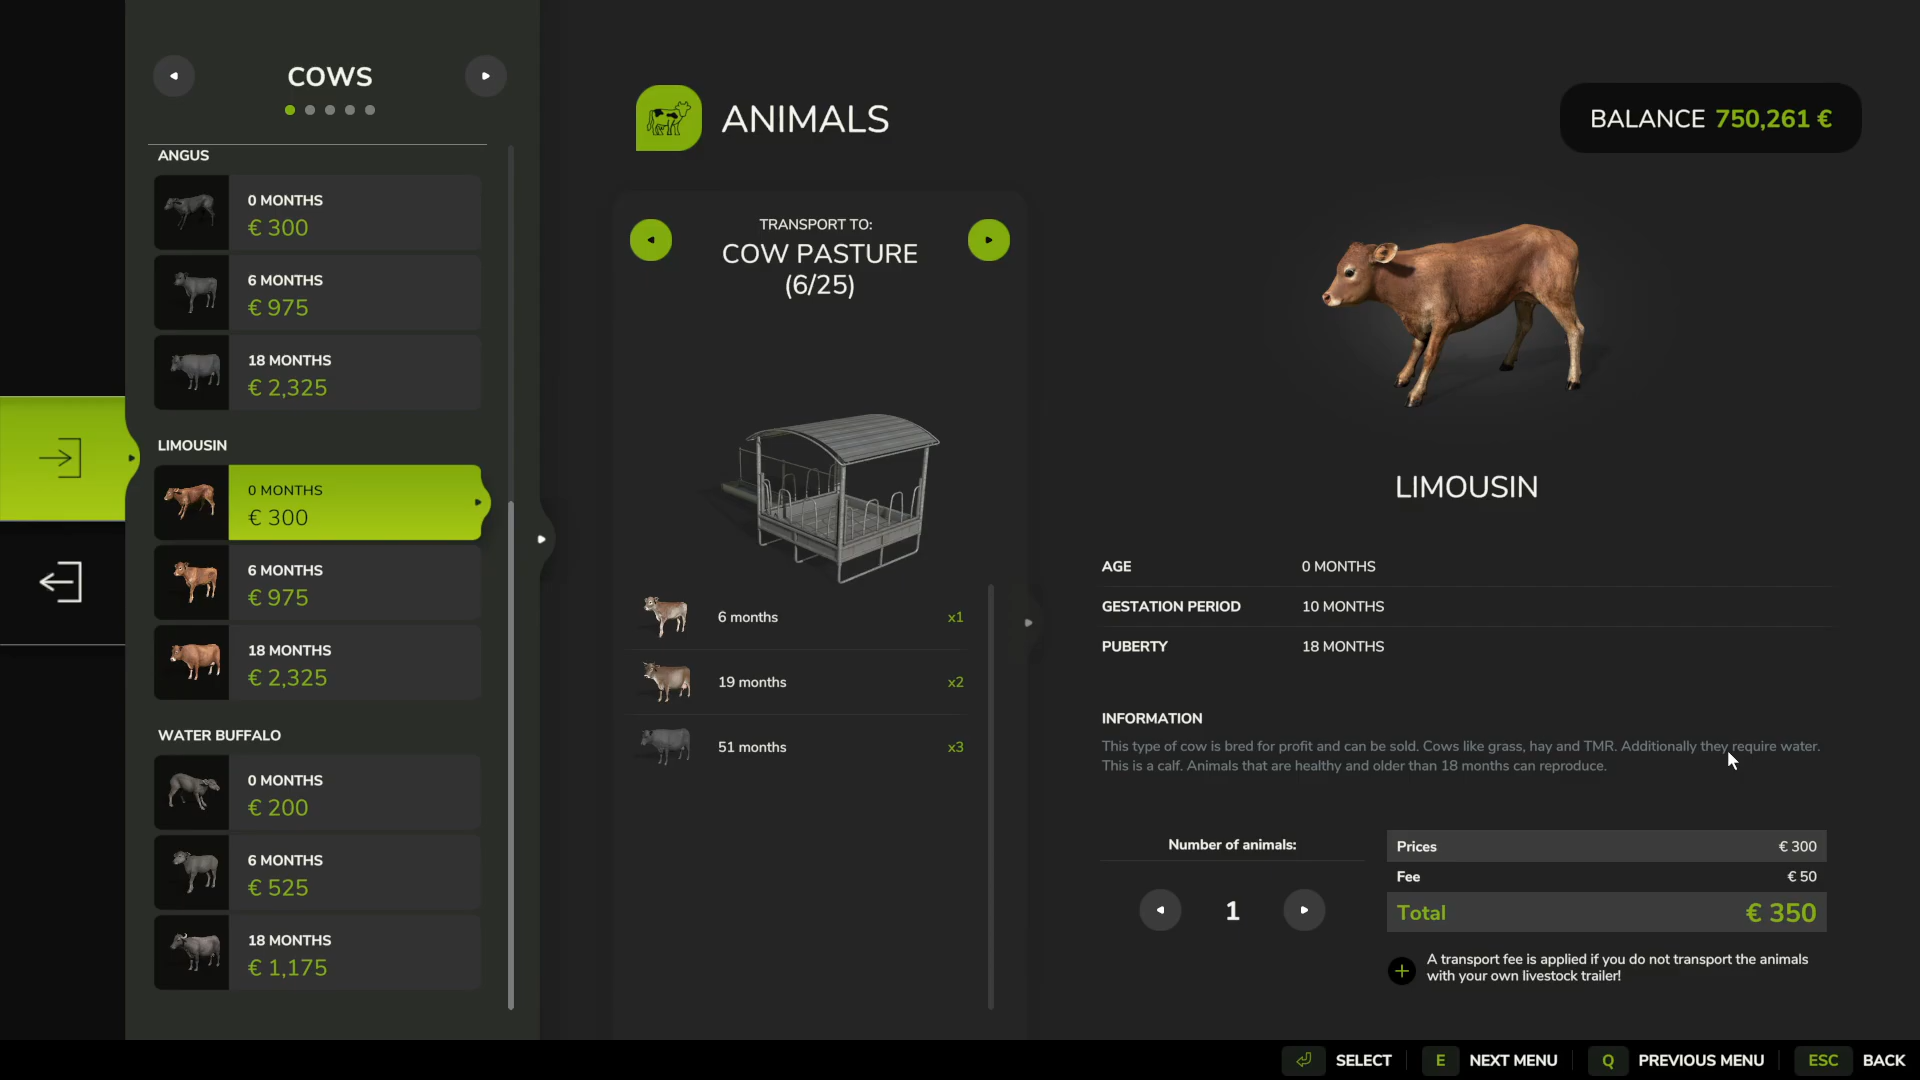 COWS
ANGUS
0 MONTHS
€ 300
6 MONTHS
€ 975
18 MONTHS
€ 2,325
LIMOUSIN
0 MONTHS
€ 300
6 MONTHS
€ 975
18 MONTHS
€ 2,325
WATER BUFFALO
0 MONTHS
€ 200
6 MONTHS
€ 525
18 MONTHS
€ 1,175
ANIMALS
TRANSPORT TO:
COW PASTURE
(6/25)
6 months x1
19 months x2
51 months x3
BALANCE 750,261 €
LIMOUSIN
AGE 0 MONTHS
GESTATION PERIOD 10 MONTHS
PUBERTY 18 MONTHS
INFORMATION
This type of cow is bred for profit and can be sold. Cows like grass, hay and TMR. Additionally they require water.
This is a calf. Animals that are healthy and older than 18 months can reproduce.
Number of animals:
1
Prices € 300
Fee € 50
Total € 350
A transport fee is applied if you do not transport the animals
with your own livestock trailer!
SELECT E NEXT MENU Q PREVIOUS MENU ESC BACK